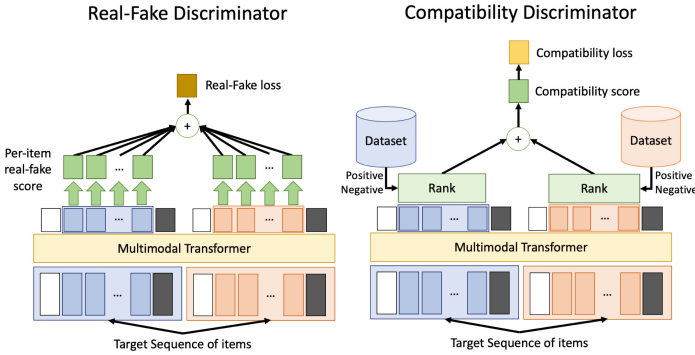 Real-Fake Discriminator
Real-Fake loss
+
Per-item
real-fake
score
...
...
...
...
Multimodal Transformer
...
...
Target Sequence of items
Compatibility Discriminator
Compatibility loss
Compatibility score
Dataset
Dataset
+
Positive
Negative
Rank
Rank
Positive
Negative
...
...
Multimodal Transformer
...
...
Target Sequence of items